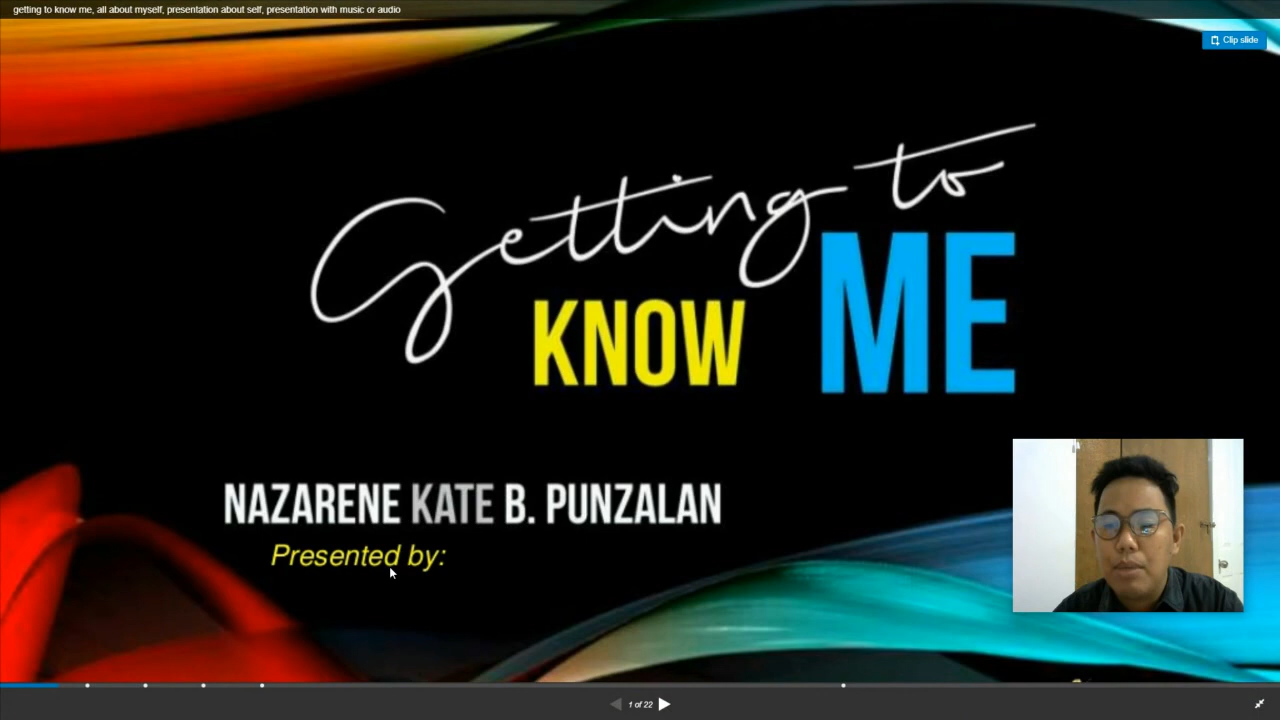 getting to know me, all about myself, presentation about self, presentation with music or audio
Clip slide
Getting to
KNOW ME
NAZARENE KATE B. PUNZALAN
Presented by:
1 of 22